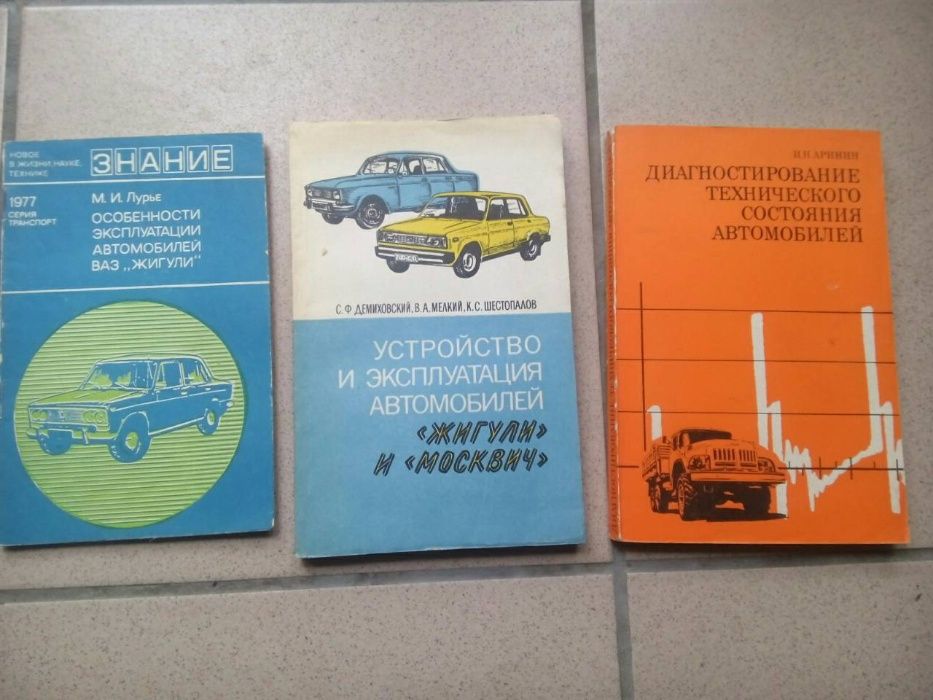 НОВОЕ
В ЖИЗНИ, НАУКЕ,
ТЕХНИКЕ
ЗНАНИЕ
1977
СЕРИЯ
ТРАНСПОРТ
М. И. Лурье
ОСОБЕННОСТИ
ЭКСПЛУАТАЦИИ
АВТОМОБИЛЕЙ
ВАЗ „ЖИГУЛИ"
С. Ф. ДЕМИХОВСКИЙ, В. А. МЕЛКИЙ, К. С. ШЕСТОПАЛОВ
УСТРОЙСТВО
И ЭКСПЛУАТАЦИЯ
АВТОМОБИЛЕЙ
«ЖИГУЛИ»
И «МОСКВИЧ»
Н. Н. АРИНИН
ДИАГНОСТИРОВАНИЕ
ТЕХНИЧЕСКОГО
СОСТОЯНИЯ
АВТОМОБИЛЕЙ